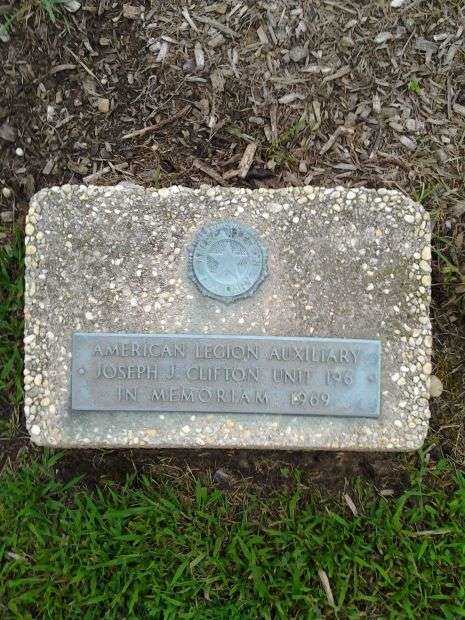 AMERICAN LEGION AUXILIARY
JOSEPH J. CLIFTON UNIT 196
IN MEMORIAM 1969